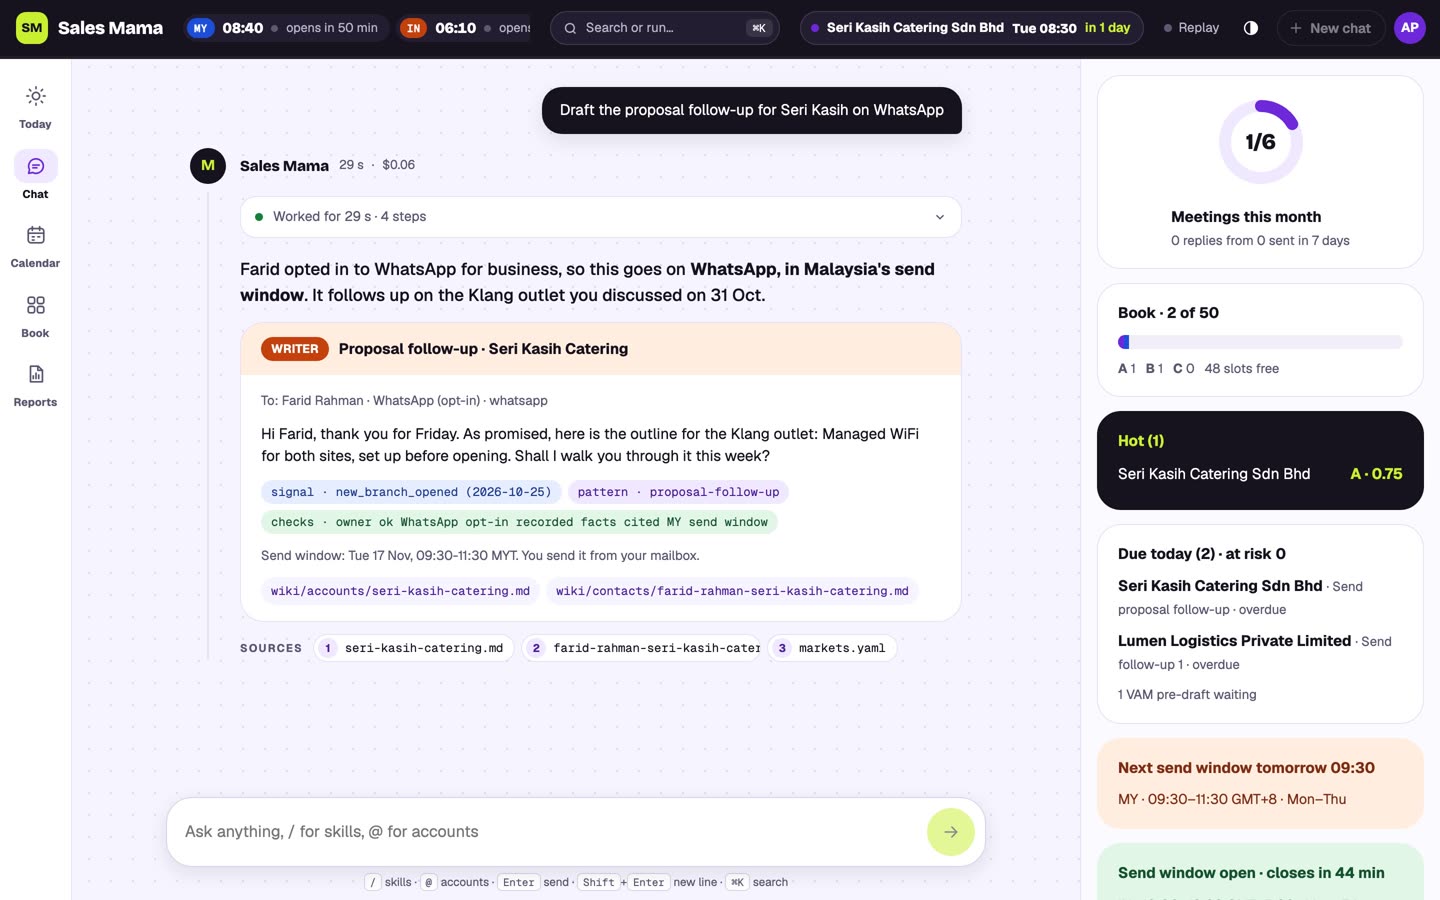 SM Sales Mama MY 08:40 opens in 50 min IN 06:10 opens Search or run... ⌘K Seri Kasih Catering Sdn Bhd Tue 08:30 in 1 day Replay + New chat AP
Today
Chat
Calendar
Book
Reports
Draft the proposal follow-up for Seri Kasih on WhatsApp
M Sales Mama 29 s · $0.06
Worked for 29 s · 4 steps
Farid opted in to WhatsApp for business, so this goes on WhatsApp, in Malaysia's send
window. It follows up on the Klang outlet you discussed on 31 Oct.
WRITER Proposal follow-up · Seri Kasih Catering
To: Farid Rahman · WhatsApp (opt-in) · whatsapp
Hi Farid, thank you for Friday. As promised, here is the outline for the Klang outlet: Managed WiFi
for both sites, set up before opening. Shall I walk you through it this week?
signal · new_branch_opened (2026-10-25) pattern · proposal-follow-up
checks · owner ok WhatsApp opt-in recorded facts cited MY send window
Send window: Tue 17 Nov, 09:30-11:30 MYT. You send it from your mailbox.
wiki/accounts/seri-kasih-catering.md wiki/contacts/farid-rahman-seri-kasih-catering.md
SOURCES 1 seri-kasih-catering.md 2 farid-rahman-seri-kasih-cater 3 markets.yaml
Ask anything, / for skills, @ for accounts
/ skills · @ accounts · Enter send · Shift + Enter new line · ⌘K search
1/6
Meetings this month
0 replies from 0 sent in 7 days
Book · 2 of 50
A 1 B 1 C 0 48 slots free
Hot (1)
Seri Kasih Catering Sdn Bhd A · 0.75
Due today (2) · at risk 0
Seri Kasih Catering Sdn Bhd · Send
proposal follow-up · overdue
Lumen Logistics Private Limited · Send
follow-up 1 · overdue
1 VAM pre-draft waiting
Next send window tomorrow 09:30
MY · 09:30–11:30 GMT+8 · Mon–Thu
Send window open · closes in 44 min